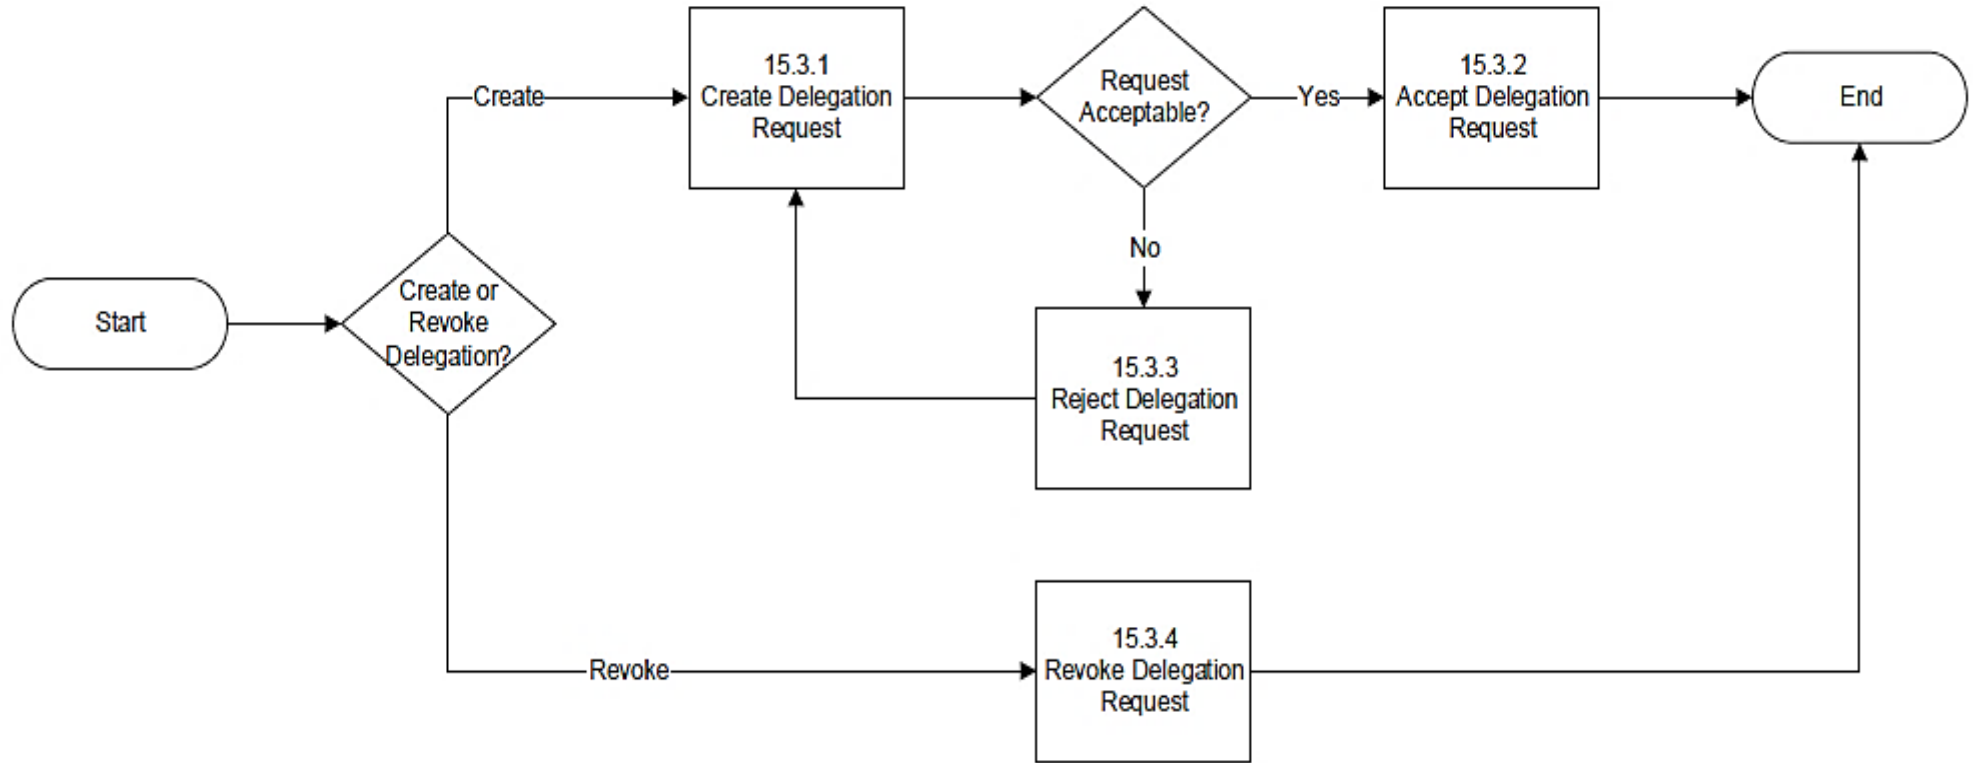 Start
Create or
Revoke
Delegation?
Create
15.3.1
Create Delegation
Request
Request
Acceptable?
Yes
15.3.2
Accept Delegation
Request
End
No
15.3.3
Reject Delegation
Request
Revoke
15.3.4
Revoke Delegation
Request